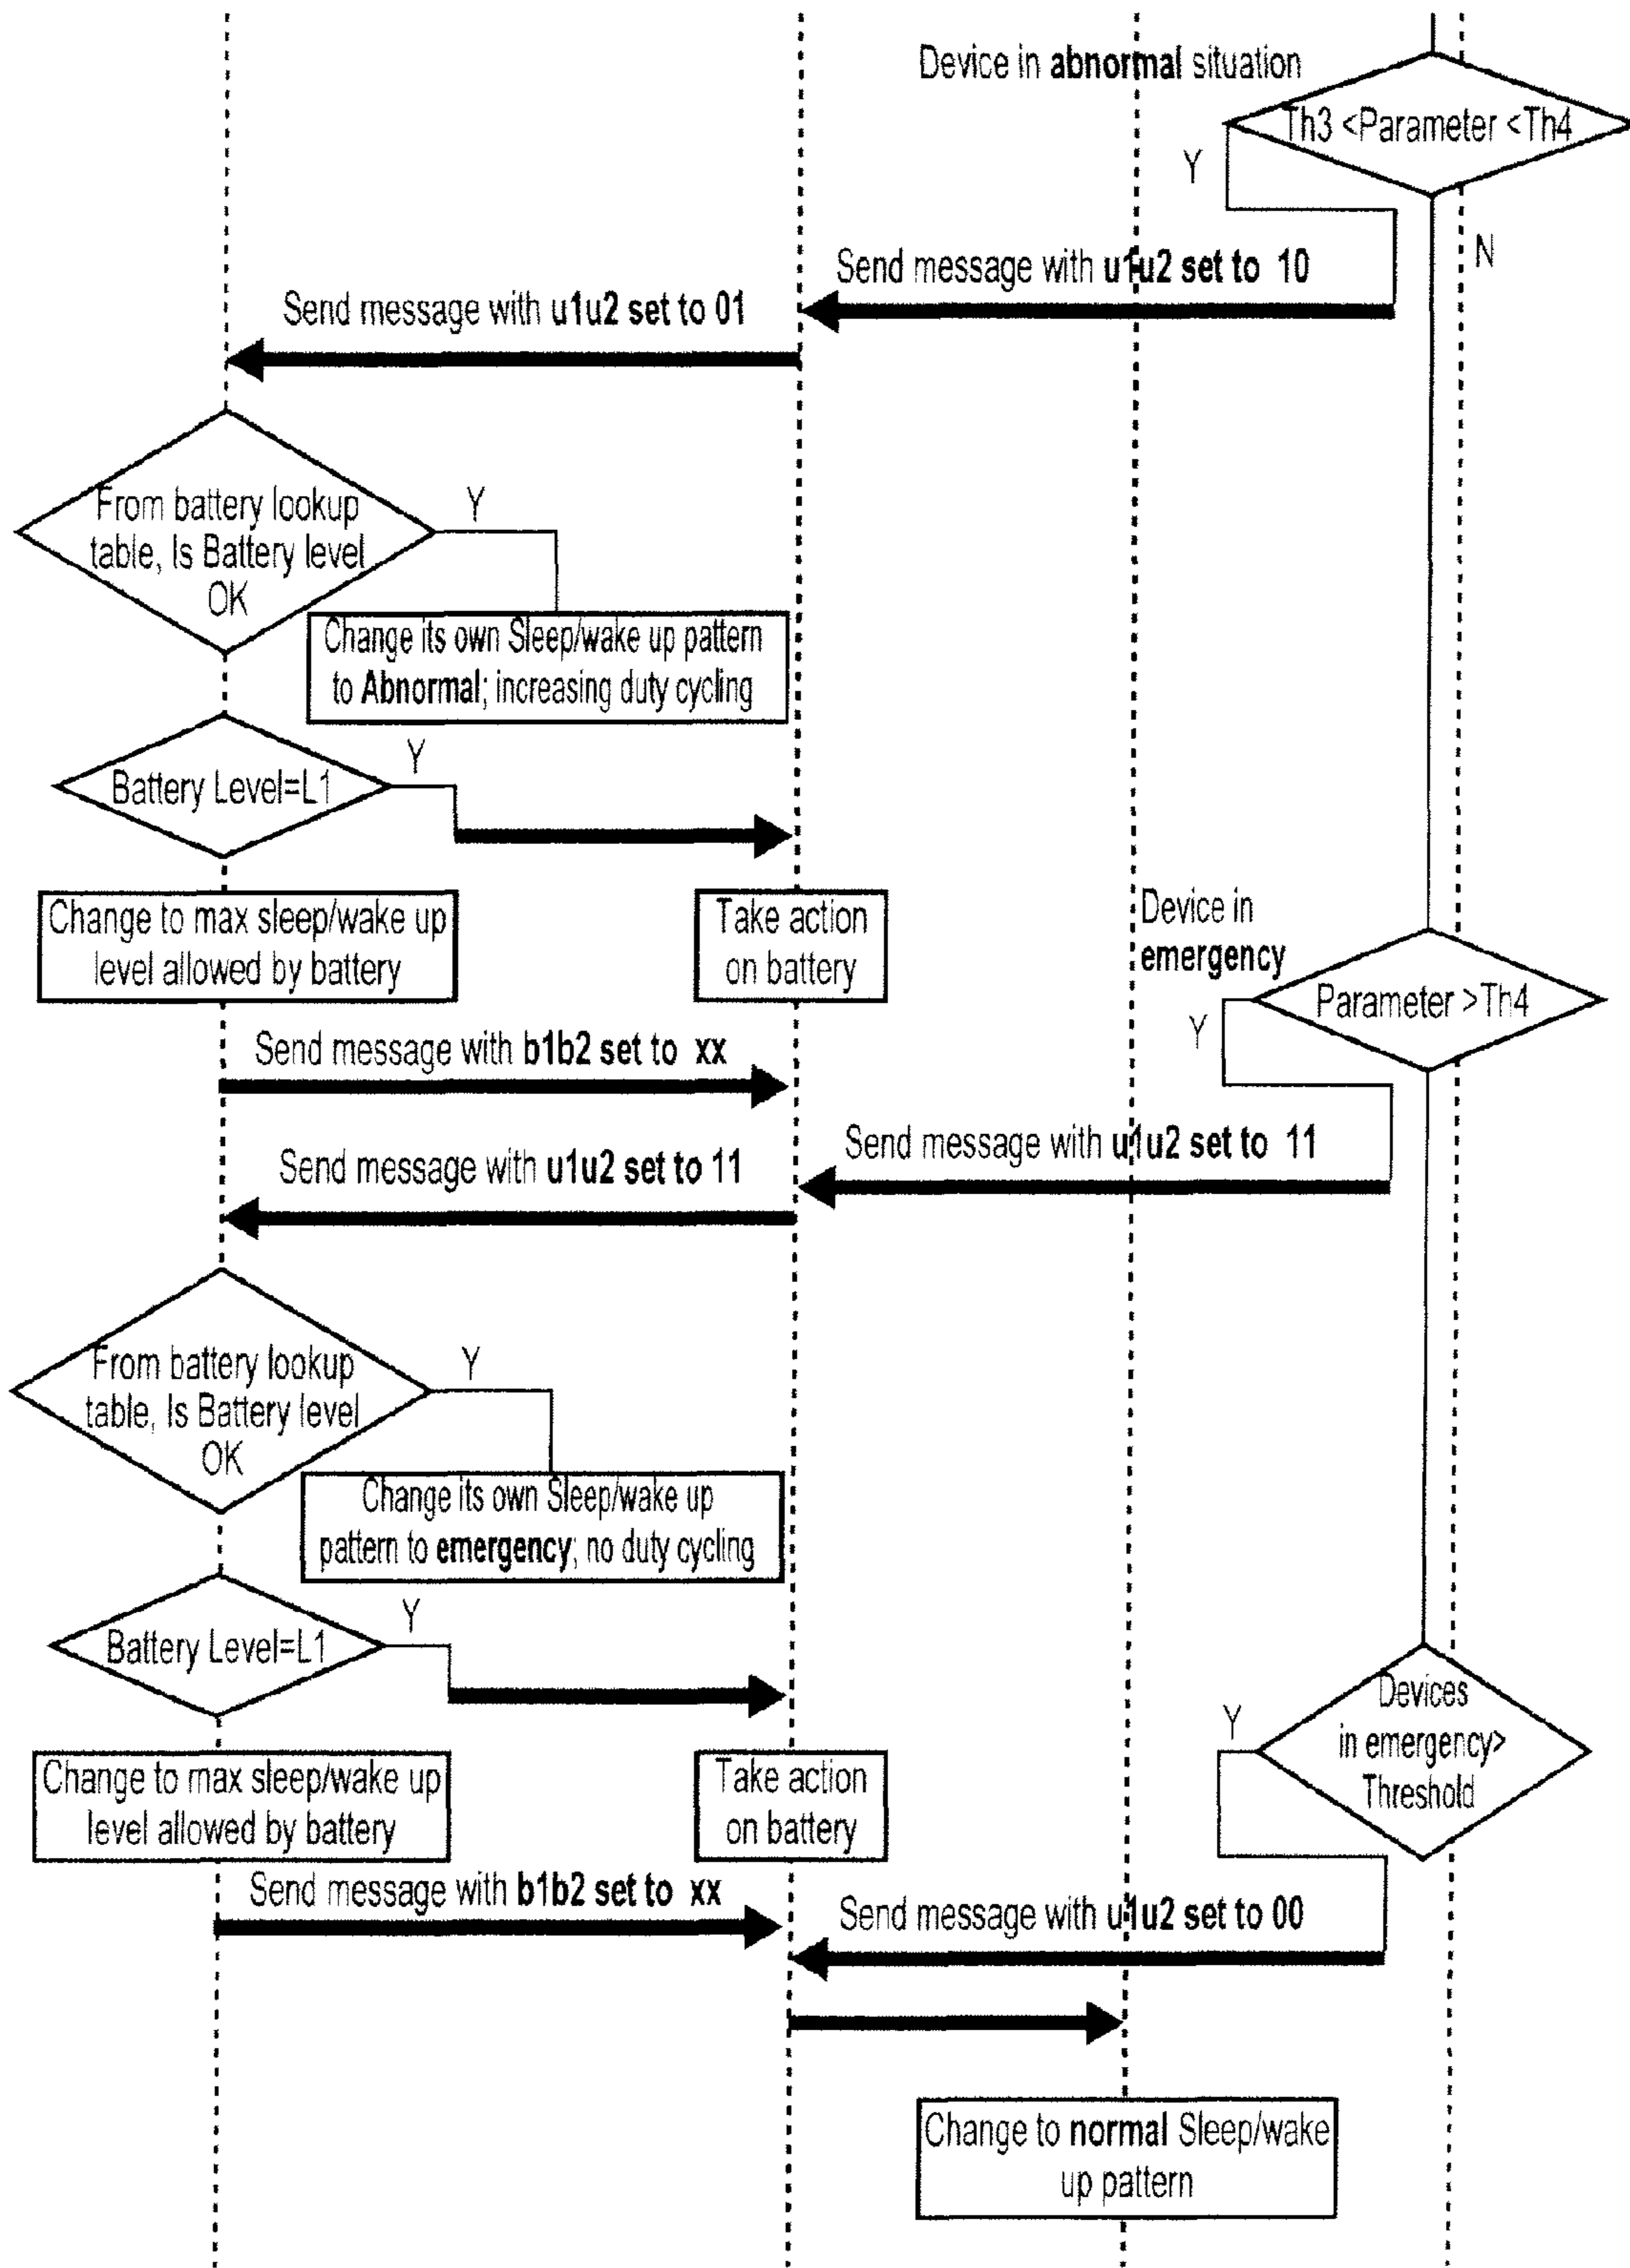 Device in abnormal situation
Th3 <Parameter <Th4
Y
N
Send message with u1u2 set to 10
Send message with u1u2 set to 01
From battery lookup
table, Is Battery level
OK
Y
Change its own Sleep/wake up pattern
to Abnormal; increasing duty cycling
Battery Level=L1
Y
Change to max sleep/wake up
level allowed by battery
Take action
on battery
Device in
emergency
Parameter >Th4
Y
Send message with b1b2 set to xx
Send message with u1u2 set to 11
Send message with u1u2 set to 11
From battery lookup
table, Is Battery level
OK
Y
Change its own Sleep/wake up
pattern to emergency; no duty cycling
Battery Level=L1
Y
Devices
in emergency>
Threshold
Y
Change to max sleep/wake up
level allowed by battery
Take action
on battery
Send message with b1b2 set to xx
Send message with u1u2 set to 00
Change to normal Sleep/wake
up pattern